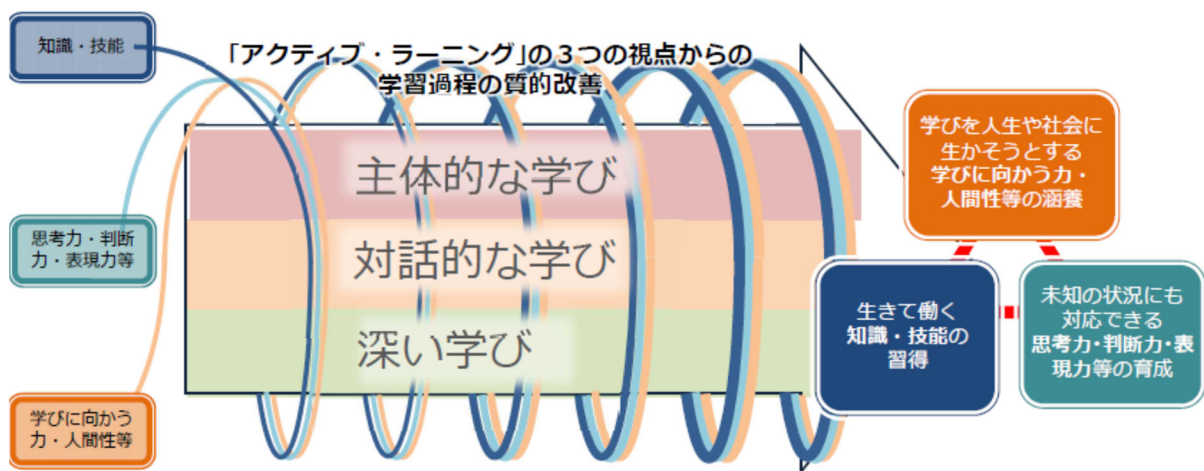 知識・技能
思考力・判断
力・表現力等
学びに向かう
力・人間性等
「アクティブ・ラーニング」の３つの視点からの
学習過程の質的改善
主体的な学び
対話的な学び
深い学び
学びを人生や社会に
生かそうとする
学びに向かう力・
人間性等の涵養
生きて働く
知識・技能の
習得
未知の状況にも
対応できる
思考力・判断力・表
現力等の育成